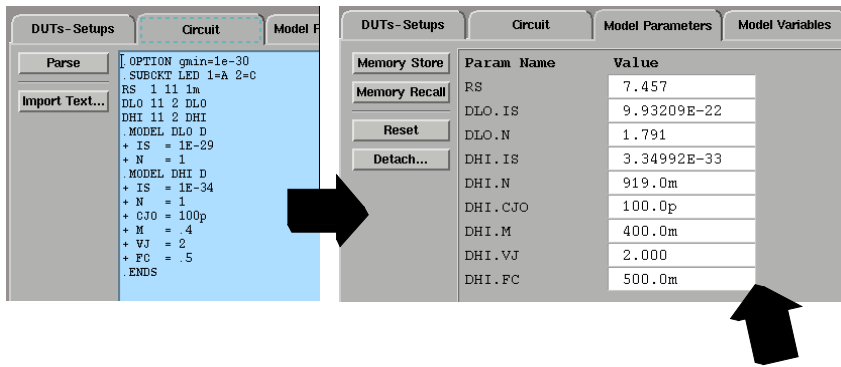 DUTs-Setups
Circuit
Model P
Parse
Import Text...
.OPTION gmin=1e-30
.SUBCKT LED 1=A 2=C
RS 1 11 1m
DLO 11 2 DLO
DHI 11 2 DHI
.MODEL DLO D
+ IS = 1E-29
+ N = 1
.MODEL DHI D
+ IS = 1E-34
+ N = 1
+ CJO = 100p
+ M = .4
+ VJ = 2
+ FC = .5
.ENDS
DUTs-Setups
Circuit
Model Parameters
Model Variables
Memory Store
Memory Recall
Reset
Detach...
Param Name Value
RS 7.457
DLO.IS 9.93209E-22
DLO.N 1.791
DHI.IS 3.34992E-33
DHI.N 919.0m
DHI.CJO 100.0p
DHI.M 400.0m
DHI.VJ 2.000
DHI.FC 500.0m